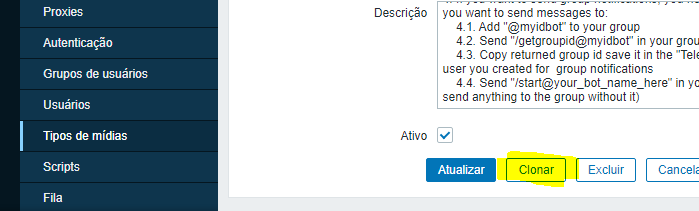 Proxies
Autenticação
Grupos de usuários
Usuários
Tipos de mídias
Scripts
Fila
Descrição
you want to send messages to:
4.1. Add "@myidbot" to your group
4.2. Send "/getgroupid@myidbot" in your grou
4.3. Copy returned group id save it in the "Tele
user you created for group notifications
4.4. Send "/start@your_bot_name_here" in yo
send anything to the group without it)
Ativo
Atualizar Clonar Excluir Cancela